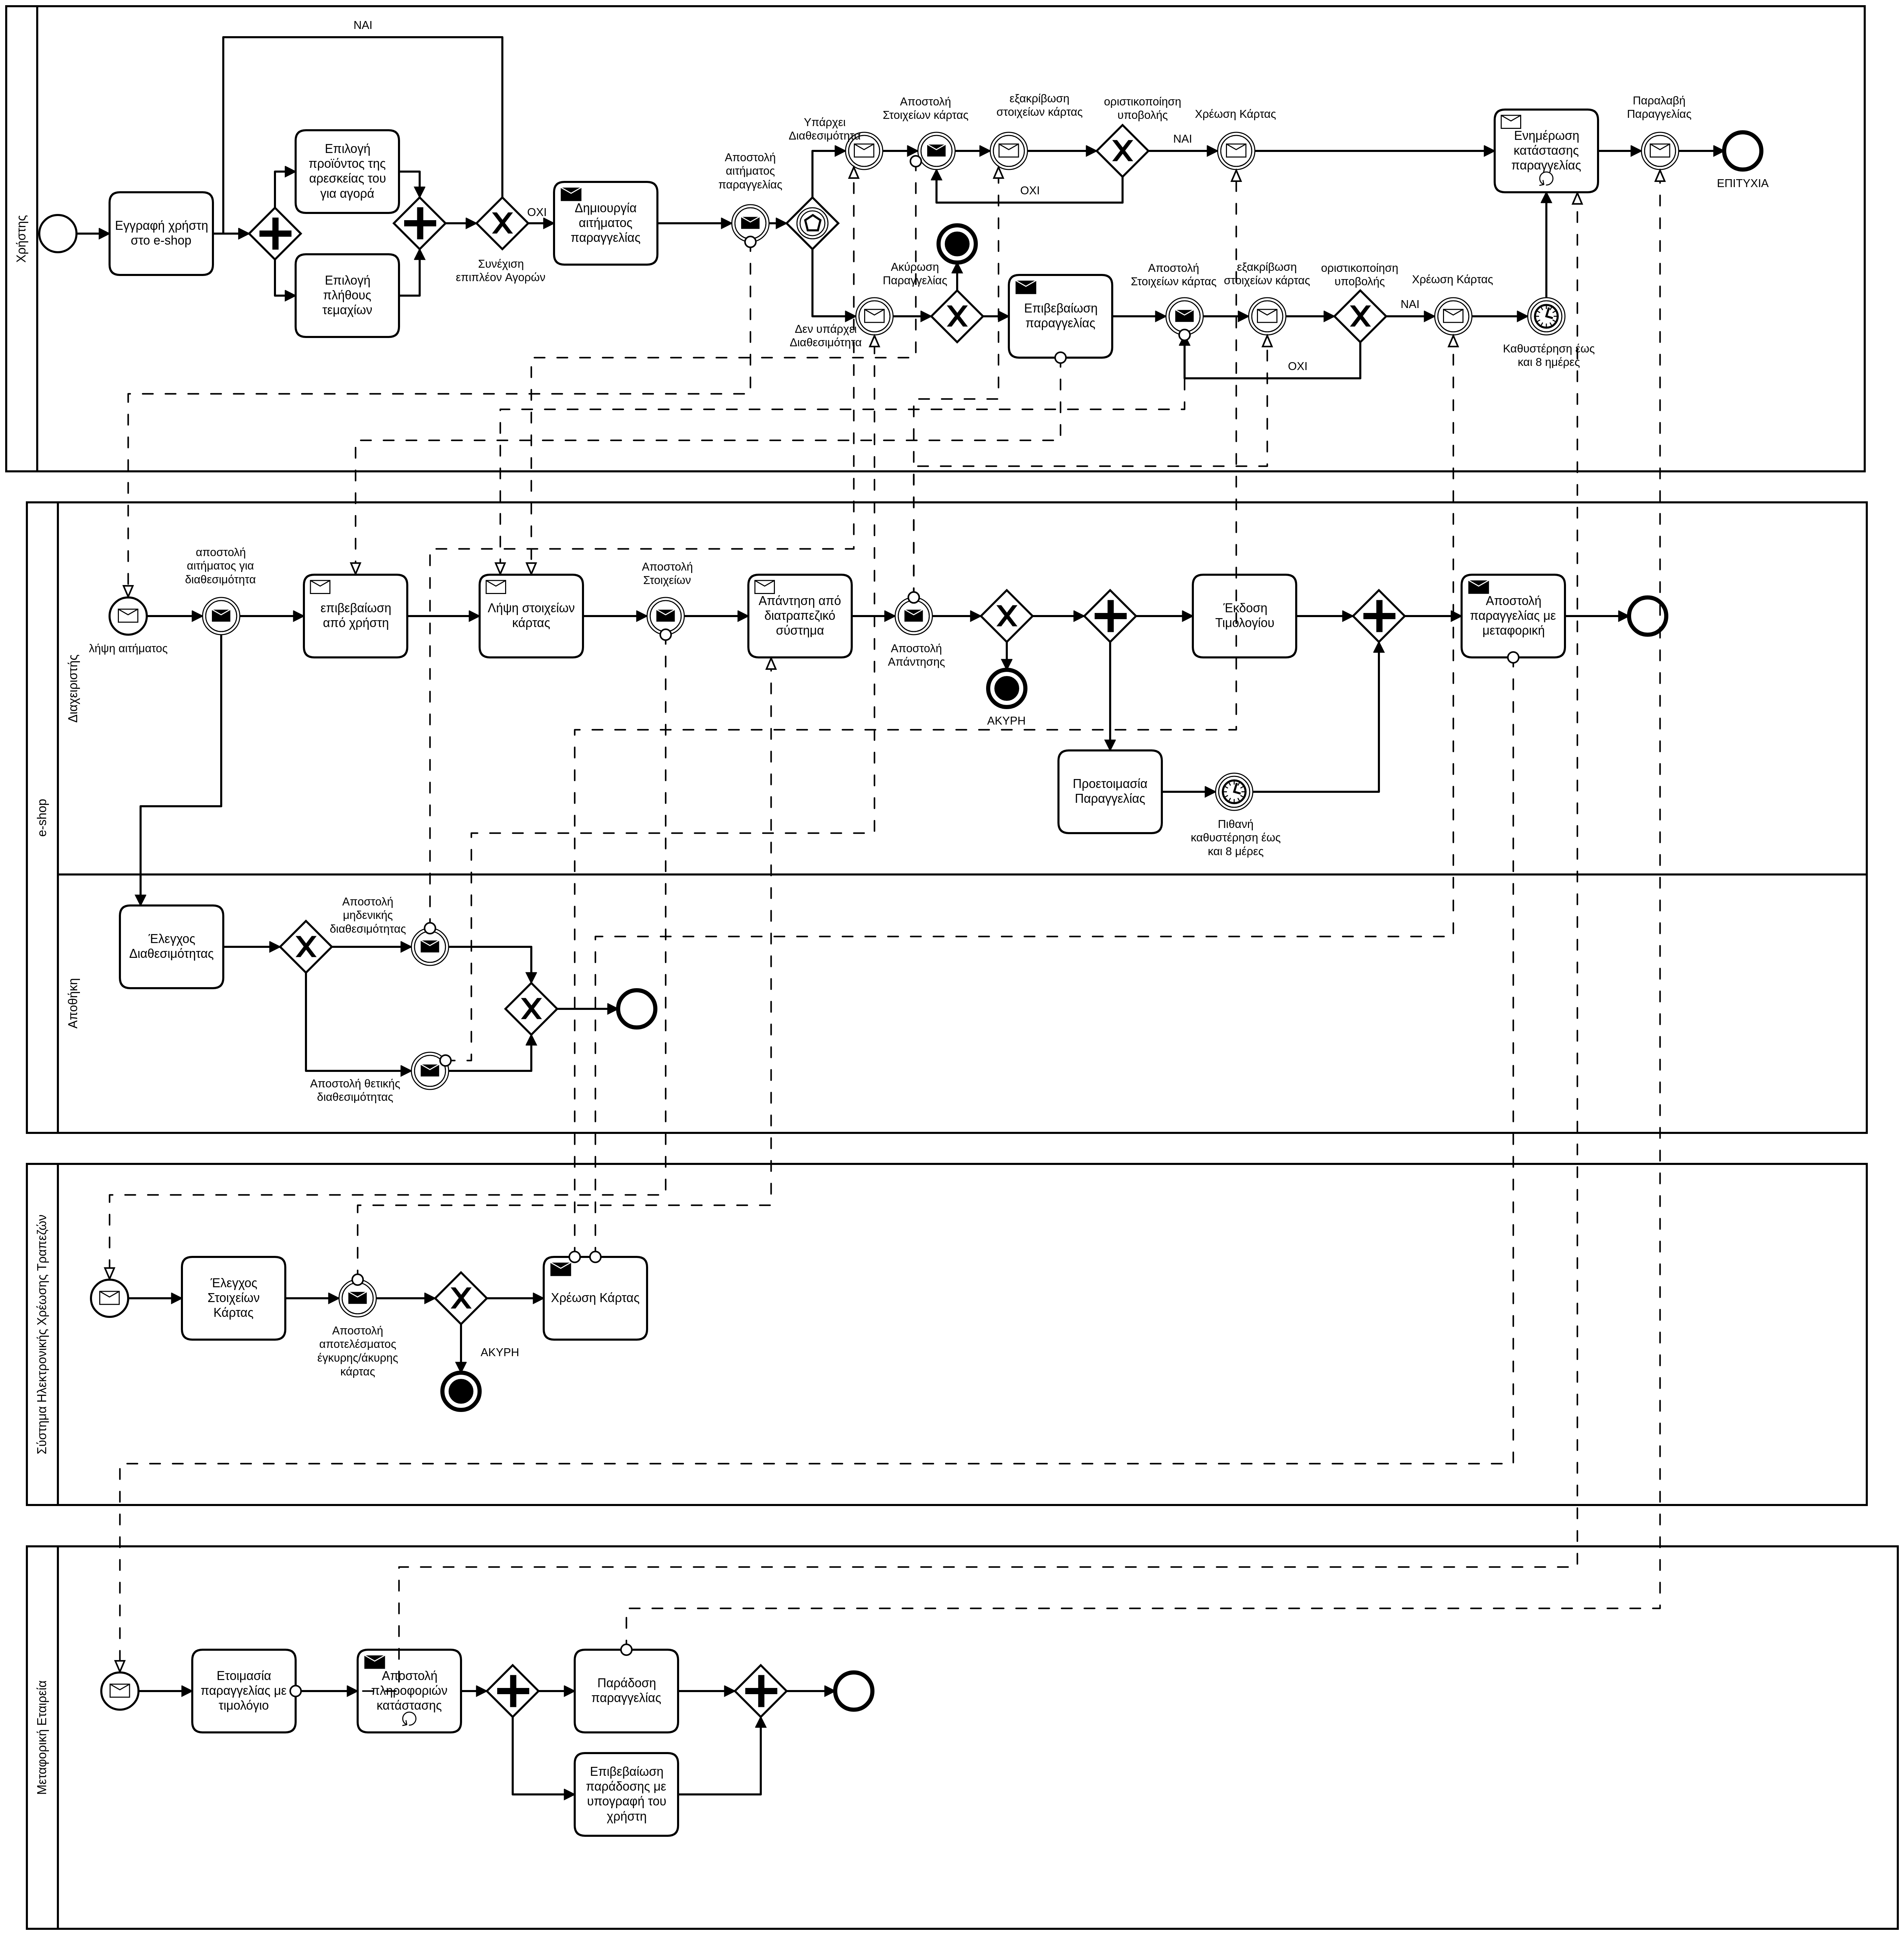 Χρήστης
ΝΑΙ
Εγγραφή χρήστη
στο e-shop
Επιλογή
προϊόντος της
αρεσκείας του
για αγορά
Επιλογή
πλήθους
τεμαχίων
Συνέχιση
επιπλέον Αγορών
ΟΧΙ
Δημιουργία
αιτήματος
παραγγελίας
Αποστολή
αιτήματος
παραγγελίας
Υπάρχει
Διαθεσιμότητα
Αποστολή
Στοιχείων κάρτας
εξακρίβωση
στοιχείων κάρτας
οριστικοποίηση
υποβολής
ΝΑΙ
ΟΧΙ
Χρέωση Κάρτας
Ενημέρωση
κατάστασης
παραγγελίας
Παραλαβή
Παραγγελίας
ΕΠΙΤΥΧΙΑ
Δεν υπάρχει
Διαθεσιμότητα
Ακύρωση
Παραγγελίας
Επιβεβαίωση
παραγγελίας
Αποστολή
Στοιχείων κάρτας
εξακρίβωση
στοιχείων κάρτας
οριστικοποίηση
υποβολής
ΝΑΙ
ΟΧΙ
Χρέωση Κάρτας
Καθυστέρηση έως
και 8 ημέρες
e-shop
Διαχειριστής
λήψη αιτήματος
αποστολή
αιτήματος για
διαθεσιμότητα
επιβεβαίωση
από χρήστη
Λήψη στοιχείων
κάρτας
Αποστολή
Στοιχείων
Απάντηση από
διατραπεζικό
σύστημα
Αποστολή
Απάντησης
ΑΚΥΡΗ
Έκδοση
Τιμολογίου
Προετοιμασία
Παραγγελίας
Πιθανή
καθυστέρηση έως
και 8 μέρες
Αποστολή
παραγγελίας με
μεταφορική
Αποθήκη
Έλεγχος
Διαθεσιμότητας
Αποστολή
μηδενικής
διαθεσιμότητας
Αποστολή θετικής
διαθεσιμότητας
Σύστημα Ηλεκτρονικής Χρέωσης Τραπεζών
Έλεγχος
Στοιχείων
Κάρτας
Αποστολή
αποτελέσματος
έγκυρης/άκυρης
κάρτας
ΑΚΥΡΗ
Χρέωση Κάρτας
Μεταφορική Εταιρεία
Ετοιμασία
παραγγελίας με
τιμολόγιο
Αποστολή
πληροφοριών
κατάστασης
Παράδοση
παραγγελίας
Επιβεβαίωση
παράδοσης με
υπογραφή του
χρήστη